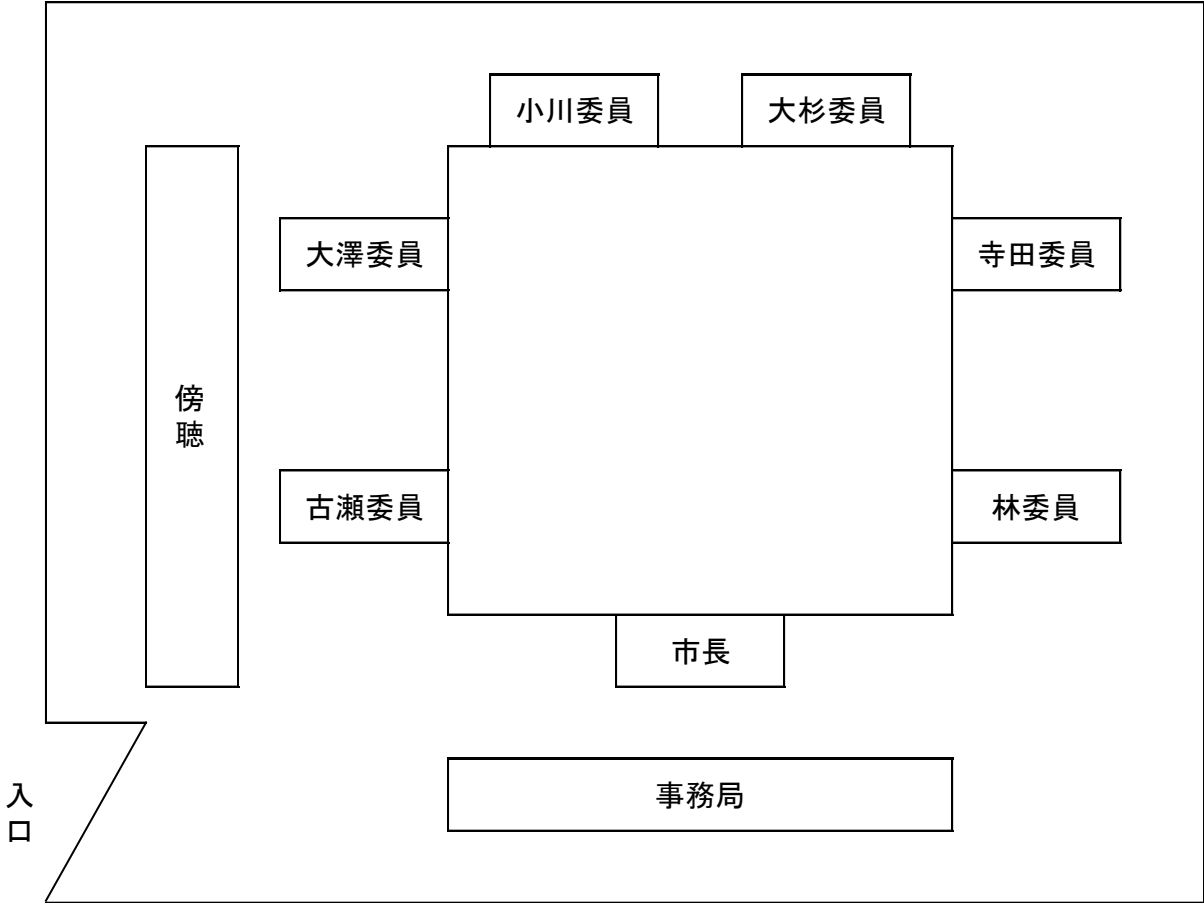 小川委員
大杉委員
大澤委員
寺田委員
傍聴
古瀬委員
林委員
市長
入口
事務局